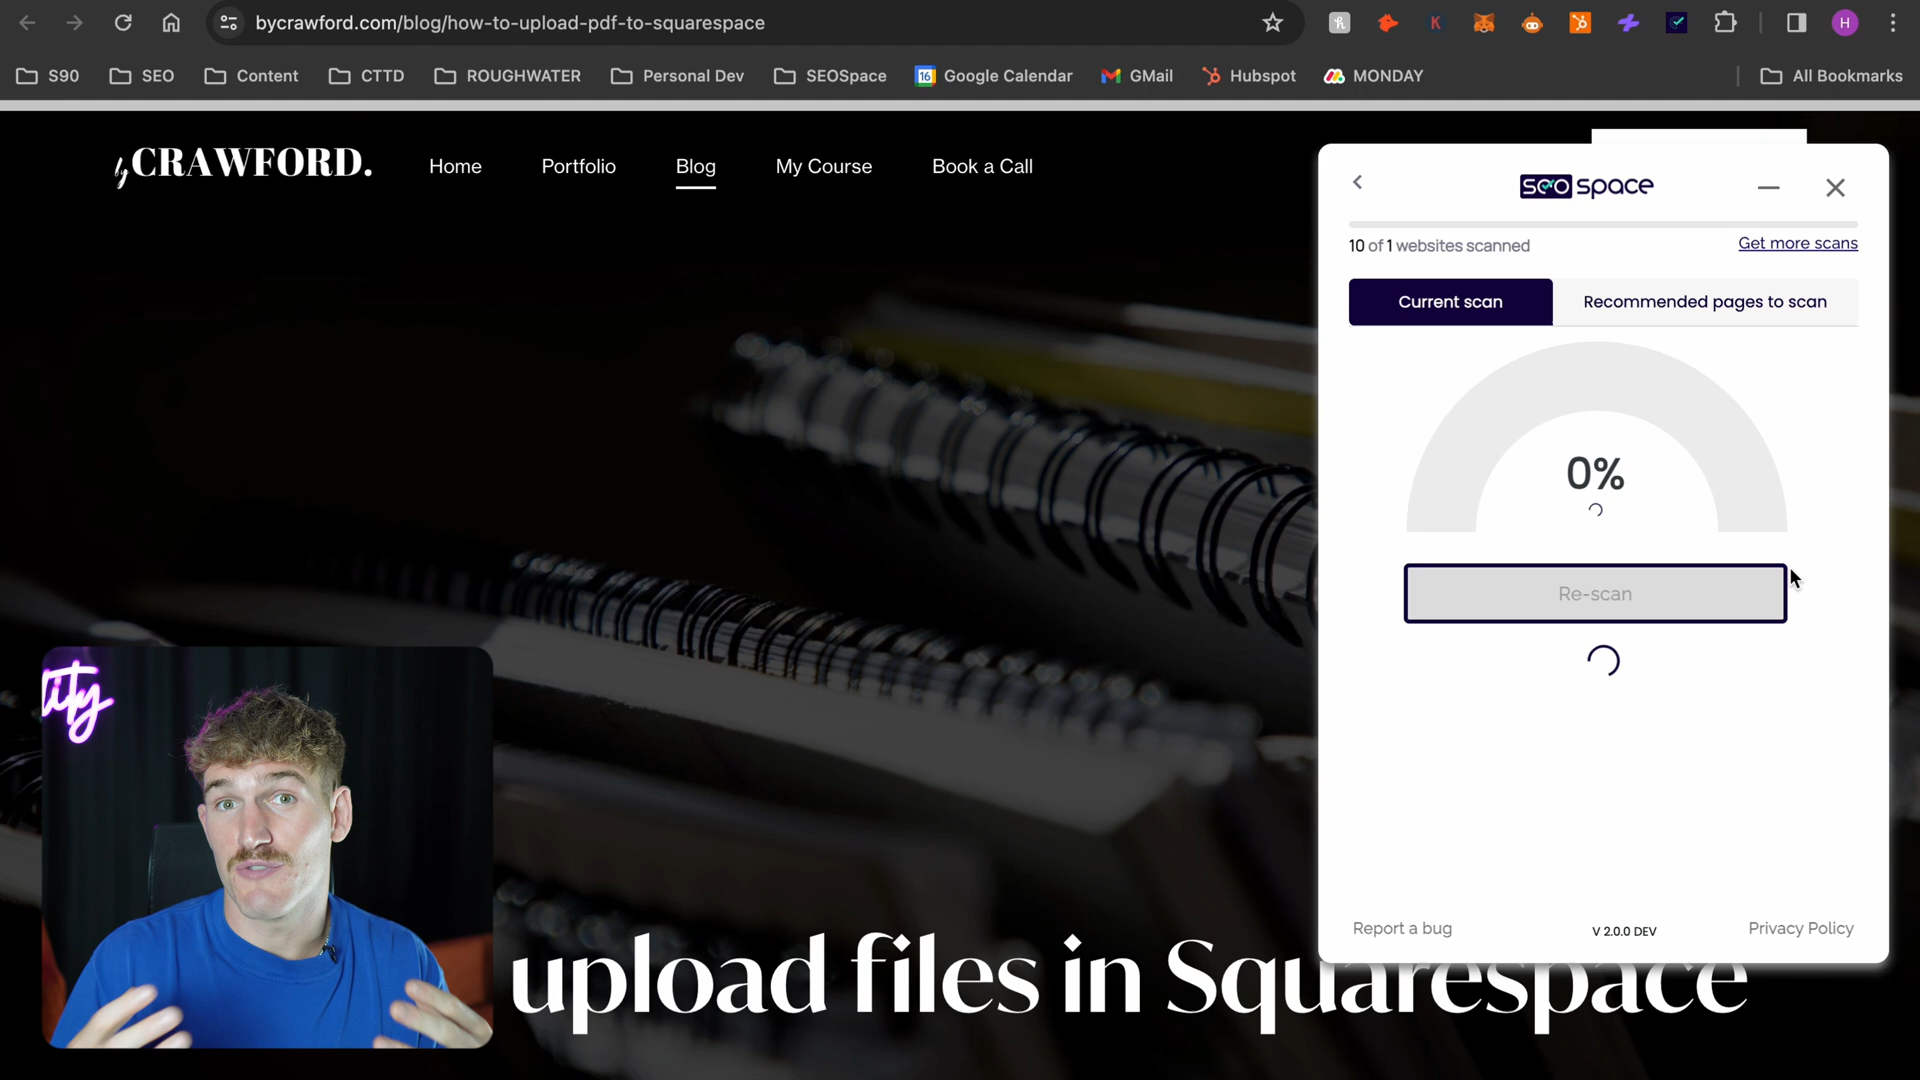 bycrawford.com/blog/how-to-upload-pdf-to-squarespace
K
H
S90
SEO
Content
CTTD
ROUGHWATER
Personal Dev
SEOSpace
16
Google Calendar
GMail
Hubspot
MONDAY
All Bookmarks
by CRAWFORD.
Home
Portfolio
Blog
My Course
Book a Call
seo space
10 of 1 websites scanned
Get more scans
Current scan
Recommended pages to scan
0%
Re-scan
Report a bug
V 2.0.0 DEV
Privacy Policy
lity
upload files in Squarespace